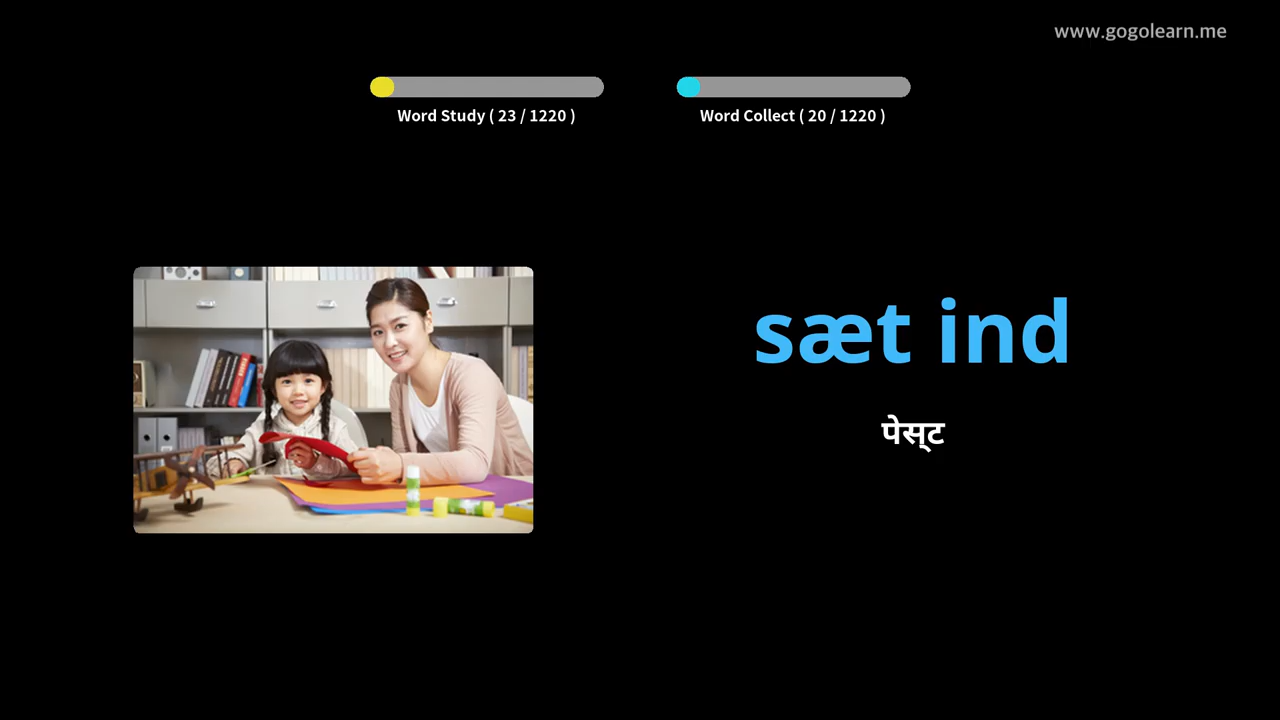 www.gogolearn.me
Word Study ( 23 / 1220 )
Word Collect ( 20 / 1220 )
sæt ind
पेस्ट